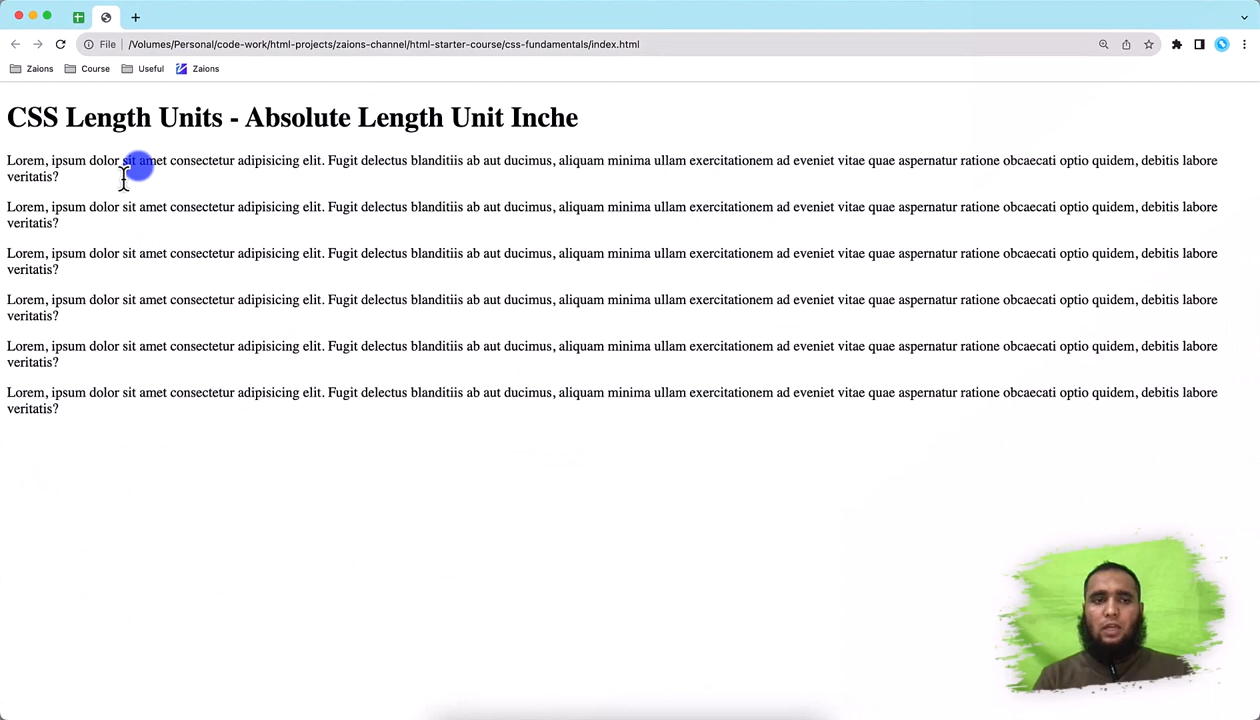 File /Volumes/Personal/code-work/html-projects/zaions-channel/html-starter-course/css-fundamentals/index.html
Zaions Course Useful Zaions
CSS Length Units - Absolute Length Unit Inche
Lorem, ipsum dolor sit amet consectetur adipisicing elit. Fugit delectus blanditiis ab aut ducimus, aliquam minima ullam exercitationem ad eveniet vitae quae aspernatur ratione obcaecati optio quidem, debitis labore
veritatis?
Lorem, ipsum dolor sit amet consectetur adipisicing elit. Fugit delectus blanditiis ab aut ducimus, aliquam minima ullam exercitationem ad eveniet vitae quae aspernatur ratione obcaecati optio quidem, debitis labore
veritatis?
Lorem, ipsum dolor sit amet consectetur adipisicing elit. Fugit delectus blanditiis ab aut ducimus, aliquam minima ullam exercitationem ad eveniet vitae quae aspernatur ratione obcaecati optio quidem, debitis labore
veritatis?
Lorem, ipsum dolor sit amet consectetur adipisicing elit. Fugit delectus blanditiis ab aut ducimus, aliquam minima ullam exercitationem ad eveniet vitae quae aspernatur ratione obcaecati optio quidem, debitis labore
veritatis?
Lorem, ipsum dolor sit amet consectetur adipisicing elit. Fugit delectus blanditiis ab aut ducimus, aliquam minima ullam exercitationem ad eveniet vitae quae aspernatur ratione obcaecati optio quidem, debitis labore
veritatis?
Lorem, ipsum dolor sit amet consectetur adipisicing elit. Fugit delectus blanditiis ab aut ducimus, aliquam minima ullam exercitationem ad eveniet vitae quae aspernatur ratione obcaecati optio quidem, debitis labore
veritatis?